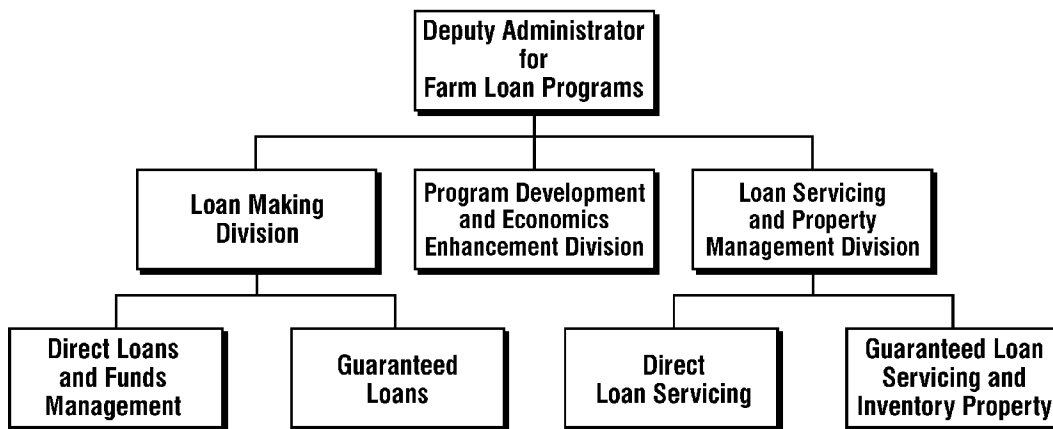 Deputy Administrator
for
Farm Loan Programs
Loan Making
Division
Program Development
and Economics
Enhancement Division
Loan Servicing
and Property
Management Division
Direct Loans
and Funds
Management
Guaranteed
Loans
Direct
Loan Servicing
Guaranteed Loan
Servicing and
Inventory Property